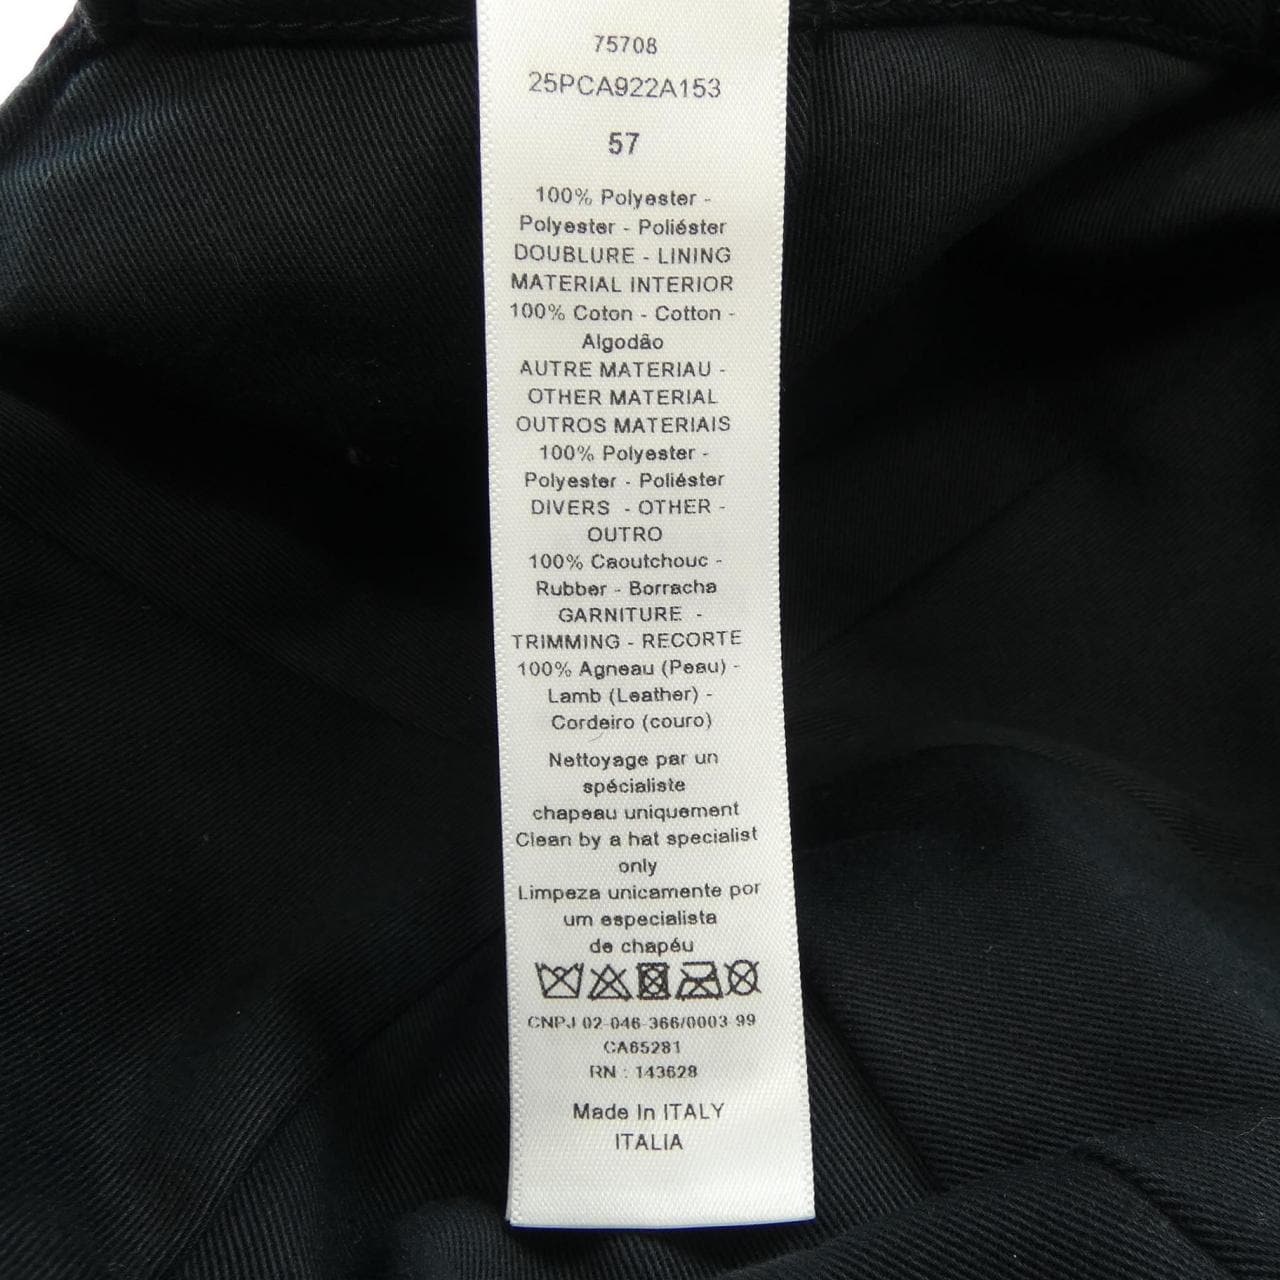 75708
25PCA922A153
57
100% Polyester -
Polyester - Poliéster
DOUBLURE - LINING
MATERIAL INTERIOR
100% Coton - Cotton -
Algodão
AUTRE MATERIAU -
OTHER MATERIAL
OUTROS MATERIAIS
100% Polyester -
Polyester - Poliéster
DIVERS - OTHER -
OUTRO
100% Caoutchouc -
Rubber - Borracha
GARNITURE -
TRIMMING - RECORTE
100% Agneau (Peau) -
Lamb (Leather) -
Cordeiro (couro)
Nettoyage par un
spécialiste
chapeau uniquement
Clean by a hat specialist
only
Limpeza unicamente por
um especialista
de chapéu
CNPJ 02-046-366/0003-99
CA65281
RN : 143628
Made In ITALY
ITALIA